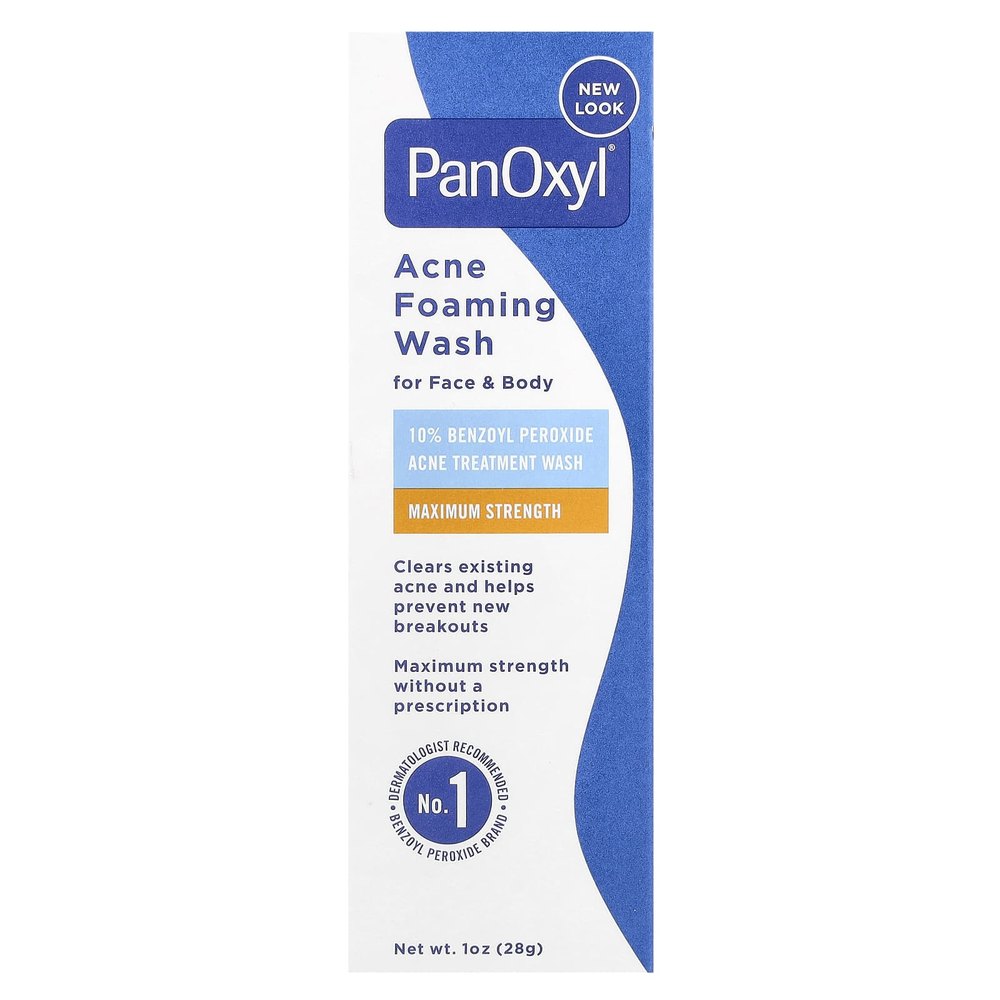 NEW
LOOK
PanOxyl®
Acne
Foaming
Wash
for Face & Body
10% BENZOYL PEROXIDE
ACNE TREATMENT WASH
MAXIMUM STRENGTH
Clears existing
acne and helps
prevent new
breakouts
Maximum strength
without a
prescription
DERMATOLOGIST RECOMMENDED
No. 1
• BENZOYL PEROXIDE BRAND •
Net wt. 1oz (28g)